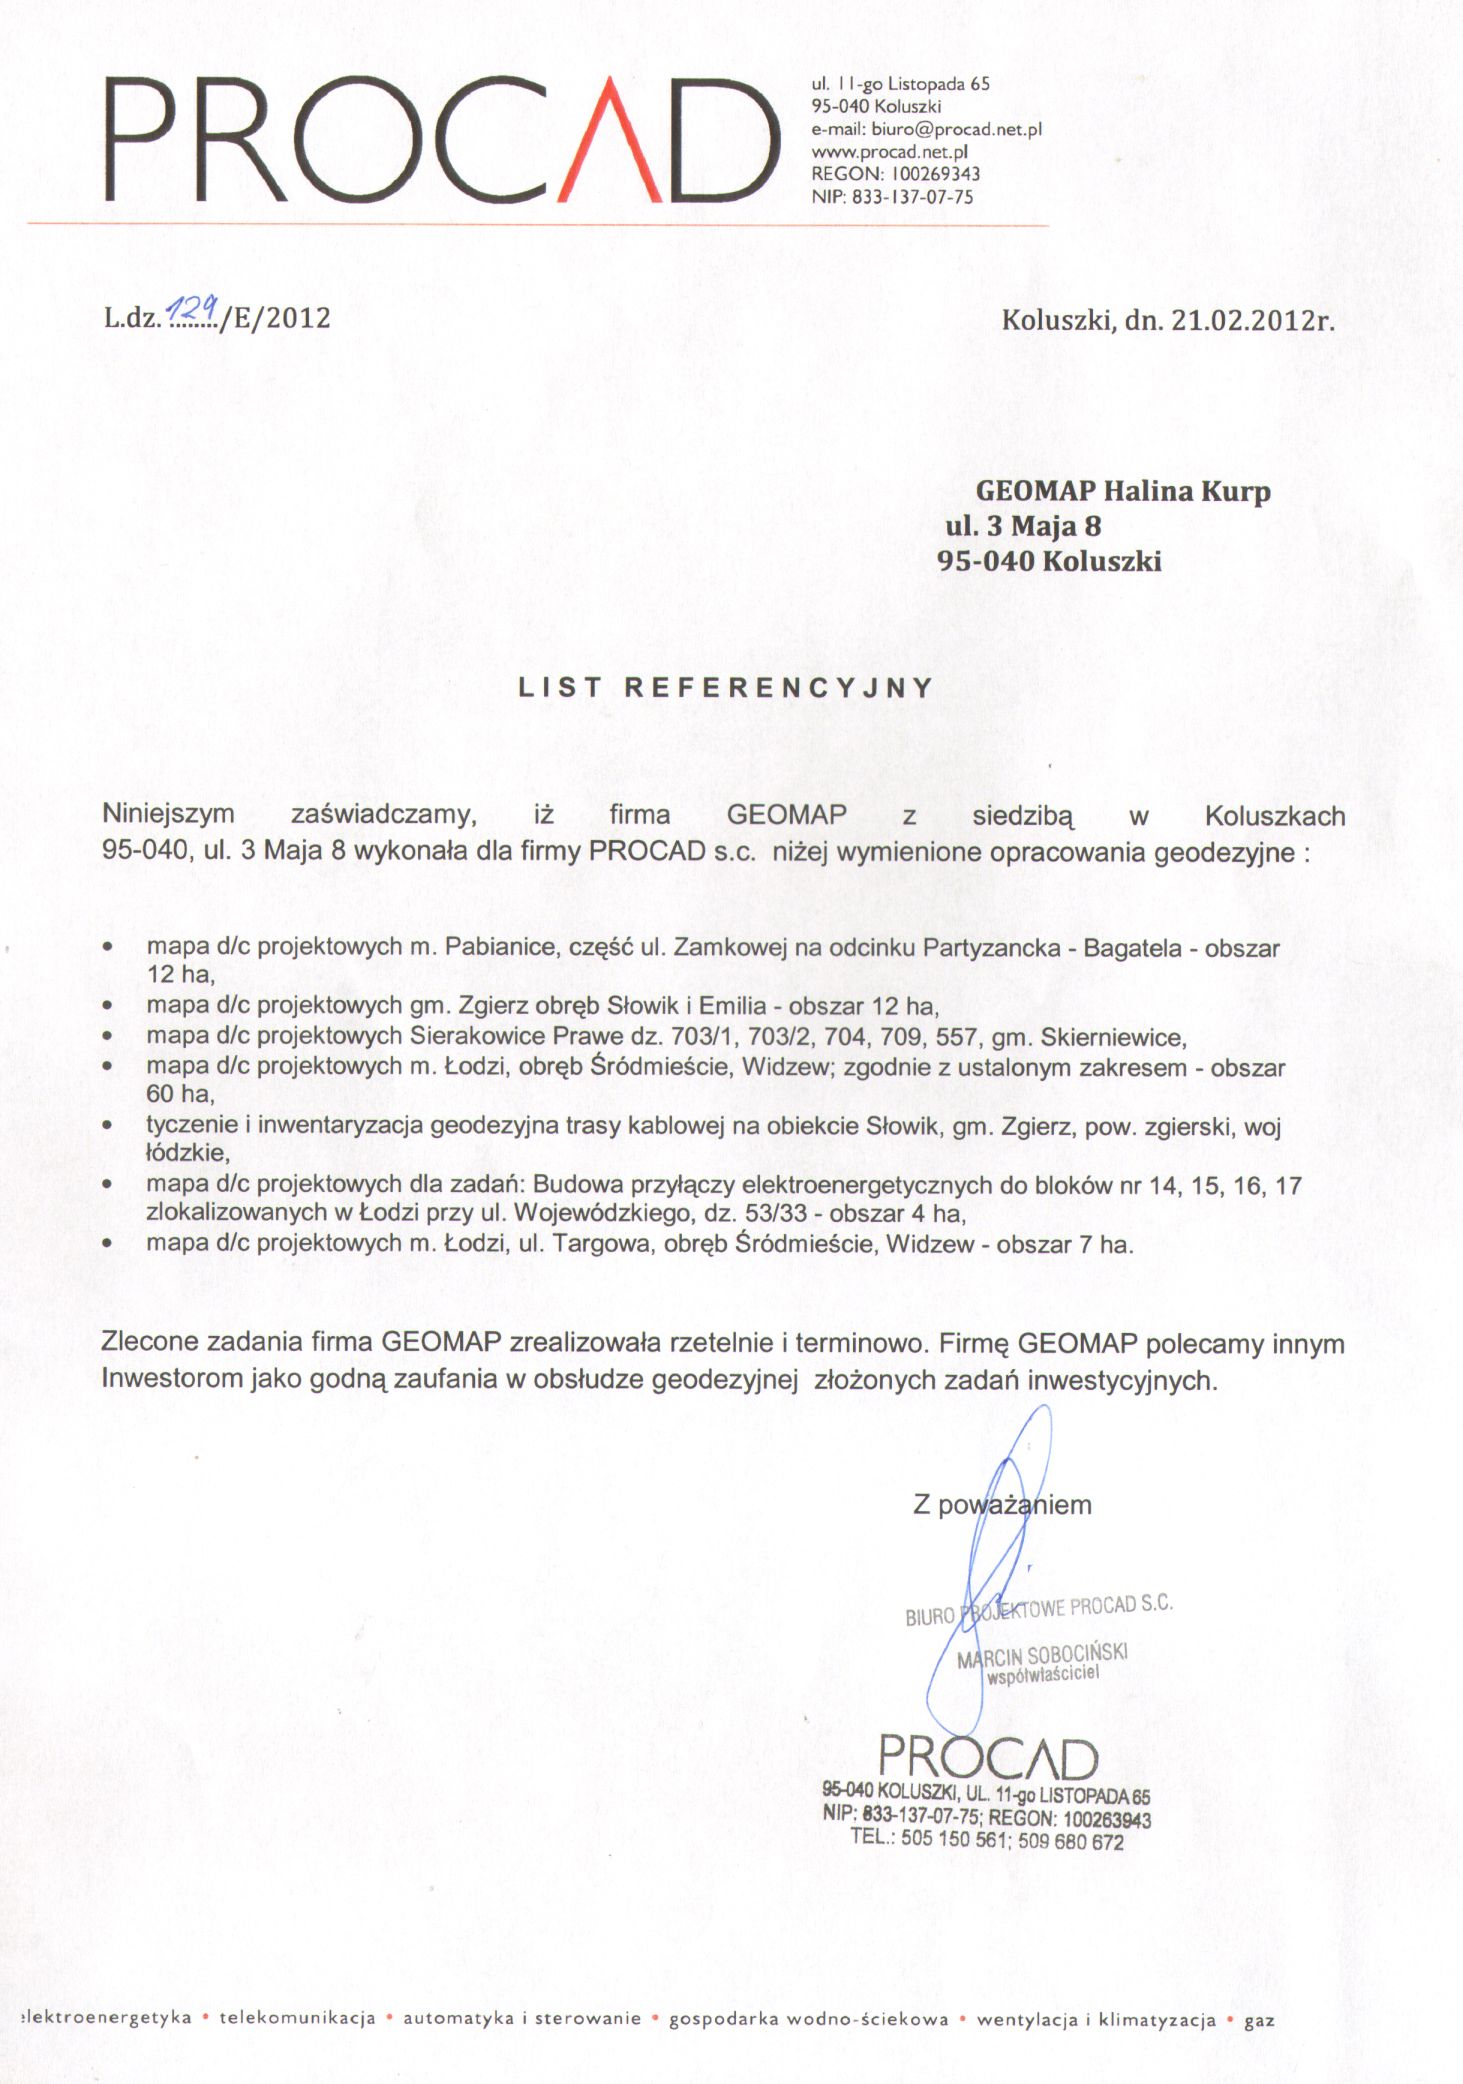 PROCAD
ul. 11-go Listopada 65
95-040 Koluszki
e-mail: biuro@procad.net.pl
www.procad.net.pl
REGON: 100269343
NIP: 833-137-07-75
L.dz. 129/E/2012
Koluszki, dn. 21.02.2012r.
GEOMAP Halina Kurp
ul. 3 Maja 8
95-040 Koluszki
LIST REFERENCYJNY
Niniejszym zaświadczamy, iż firma GEOMAP z siedzibą w Koluszkach
95-040, ul. 3 Maja 8 wykonała dla firmy PROCAD s.c. niżej wymienione opracowania geodezyjne :
• mapa d/c projektowych m. Pabianice, część ul. Zamkowej na odcinku Partyzancka - Bagatela - obszar
12 ha,
• mapa d/c projektowych gm. Zgierz obręb Słowik i Emilia - obszar 12 ha,
• mapa d/c projektowych Sierakowice Prawe dz. 703/1, 703/2, 704, 709, 557, gm. Skierniewice,
• mapa d/c projektowych m. Łodzi, obręb Śródmieście, Widzew; zgodnie z ustalonym zakresem - obszar
60 ha,
• tyczenie i inwentaryzacja geodezyjna trasy kablowej na obiekcie Słowik, gm. Zgierz, pow. zgierski, woj
łódzkie,
• mapa d/c projektowych dla zadań: Budowa przyłączy elektroenergetycznych do bloków nr 14, 15, 16, 17
zlokalizowanych w Łodzi przy ul. Wojewódzkiego, dz. 53/33 - obszar 4 ha,
• mapa d/c projektowych m. Łodzi, ul. Targowa, obręb Śródmieście, Widzew - obszar 7 ha.
Zlecone zadania firma GEOMAP zrealizowała rzetelnie i terminowo. Firmę GEOMAP polecamy innym
Inwestorom jako godną zaufania w obsłudze geodezyjnej złożonych zadań inwestycyjnych.
Z poważaniem
BIURO PROJEKTOWE PROCAD S.C.
MARCIN SOBOCIŃSKI
współwłaściciel
PROCAD
95-040 KOLUSZKI, UL. 11-go LISTOPADA 65
NIP: 833-137-07-75; REGON: 100263943
TEL.: 505 150 561; 509 680 672
elektroenergetyka • telekomunikacja • automatyka i sterowanie • gospodarka wodno-ściekowa • wentylacja i klimatyzacja • gaz